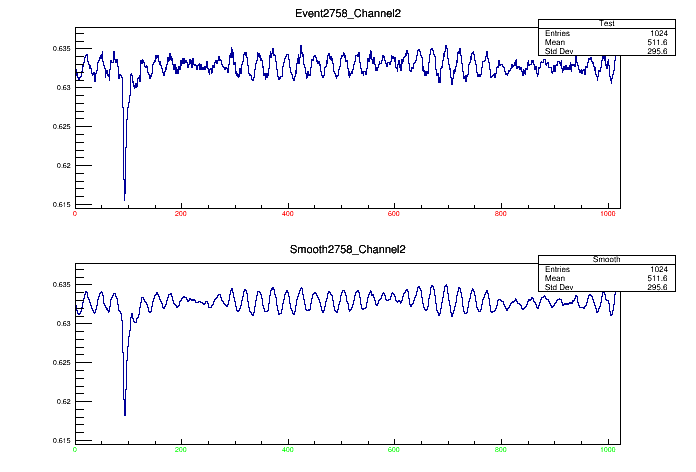 Event2758_Channel2
Test
Entries 1024
Mean 511.6
Std Dev 295.6
0.635
0.63
0.625
0.62
0.615
0 200 400 600 800 1000
Smooth2758_Channel2
Smooth
Entries 1024
Mean 511.6
Std Dev 295.6
0.635
0.63
0.625
0.62
0.615
0 200 400 600 800 1000